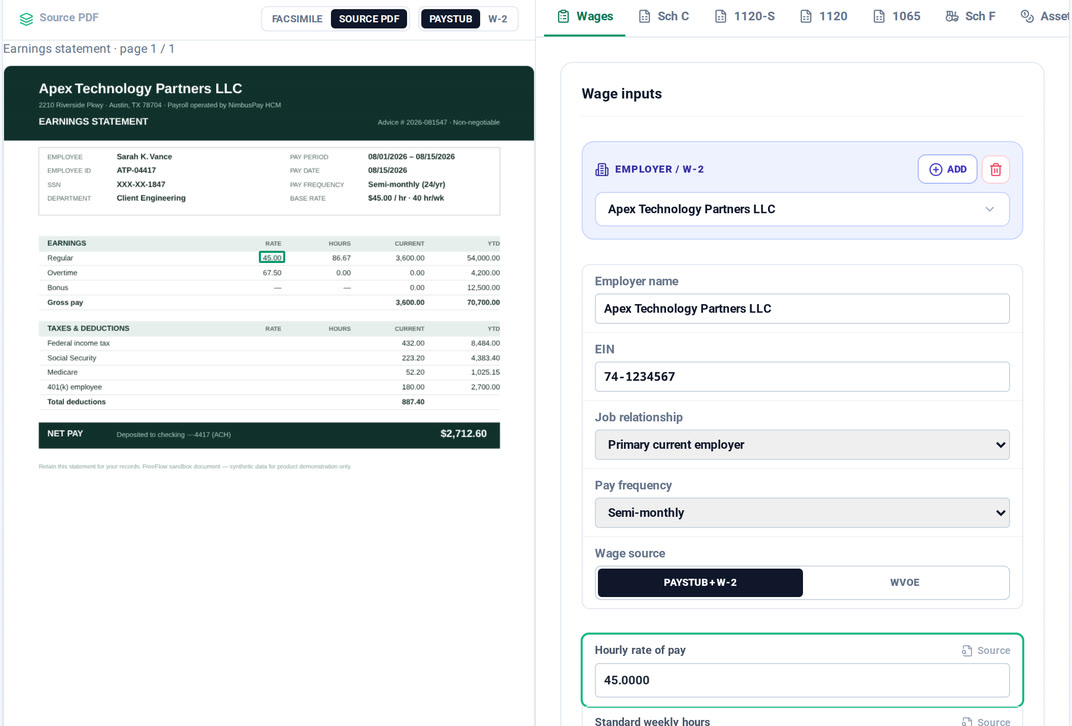 Source PDF
FACSIMILE SOURCE PDF PAYSTUB W-2
Earnings statement · page 1 / 1
Apex Technology Partners LLC
2210 Riverside Pkwy · Austin, TX 78704 · Payroll operated by NimbusPay HCM
EARNINGS STATEMENT Advice # 2026-081547 · Non-negotiable
EMPLOYEE Sarah K. Vance PAY PERIOD 08/01/2026 – 08/15/2026
EMPLOYEE ID ATP-04417 PAY DATE 08/15/2026
SSN XXX-XX-1847 PAY FREQUENCY Semi-monthly (24/yr)
DEPARTMENT Client Engineering BASE RATE $45.00 / hr · 40 hr/wk
EARNINGS RATE HOURS CURRENT YTD
Regular 45.00 86.67 3,600.00 54,000.00
Overtime 67.50 0.00 0.00 4,200.00
Bonus — — 0.00 12,500.00
Gross pay 3,600.00 70,700.00
TAXES & DEDUCTIONS RATE HOURS CURRENT YTD
Federal income tax 432.00 8,484.00
Social Security 223.20 4,383.40
Medicare 52.20 1,025.15
401(k) employee 180.00 2,700.00
Total deductions 887.40
NET PAY Deposited to checking ···4417 (ACH) $2,712.60
Retain this statement for your records. FreeFlow sandbox document — synthetic data for product demonstration only.
Wages Sch C 1120-S 1120 1065 Sch F Asset
Wage inputs
EMPLOYER / W-2 ADD
Apex Technology Partners LLC
Employer name
Apex Technology Partners LLC
EIN
74-1234567
Job relationship
Primary current employer
Pay frequency
Semi-monthly
Wage source
PAYSTUB + W-2 WVOE
Hourly rate of pay Source
45.0000
Standard weekly hours Source